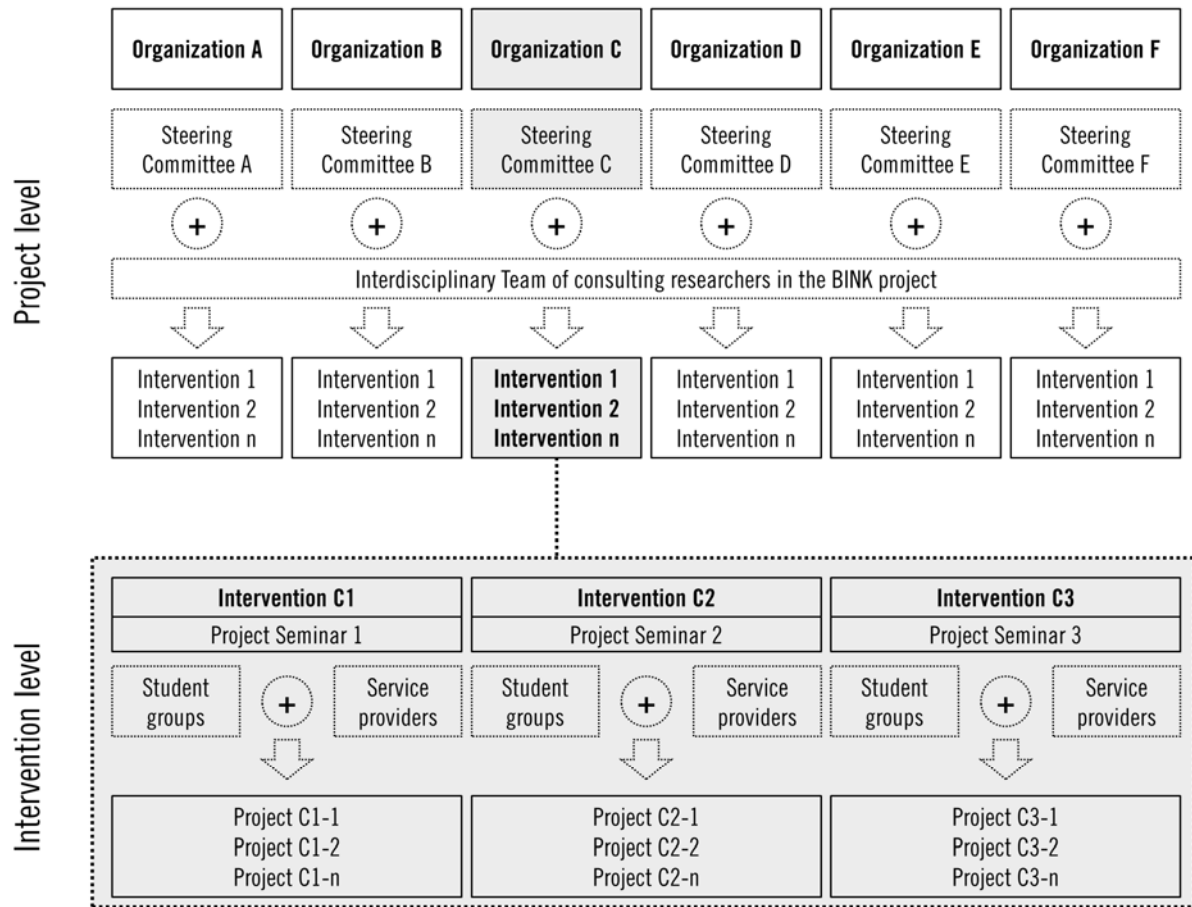 Project level
Organization A
Organization B
Organization C
Organization D
Organization E
Organization F
Steering
Committee A
Steering
Committee B
Steering
Committee C
Steering
Committee D
Steering
Committee E
Steering
Committee F
+
+
+
+
+
+
Interdisciplinary Team of consulting researchers in the BINK project
Intervention 1
Intervention 2
Intervention n
Intervention 1
Intervention 2
Intervention n
Intervention 1
Intervention 2
Intervention n
Intervention 1
Intervention 2
Intervention n
Intervention 1
Intervention 2
Intervention n
Intervention 1
Intervention 2
Intervention n
Intervention level
Intervention C1
Project Seminar 1
Student
groups
+
Service
providers
Project C1-1
Project C1-2
Project C1-n
Intervention C2
Project Seminar 2
Student
groups
+
Service
providers
Project C2-1
Project C2-2
Project C2-n
Intervention C3
Project Seminar 3
Student
groups
+
Service
providers
Project C3-1
Project C3-2
Project C3-n